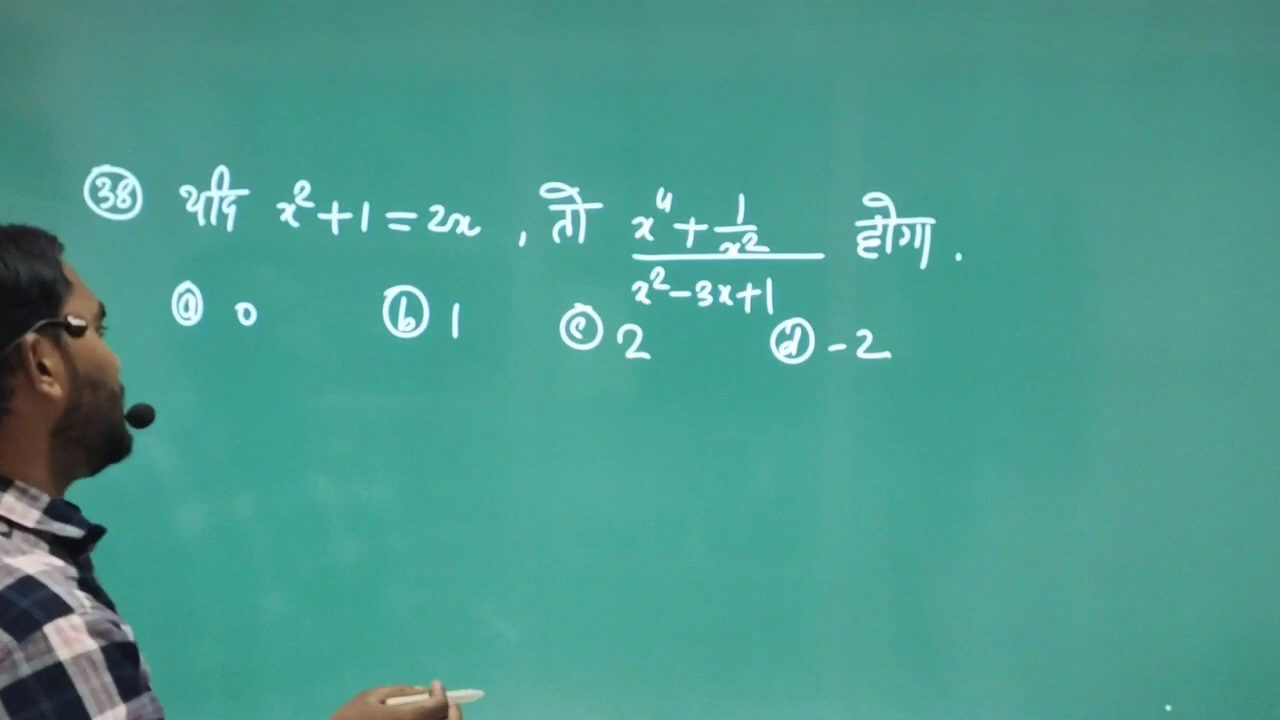 38 यदि x²+1=2x, तो (x⁴+1/x²)/(x²-3x+1) होगा.
a 0 b 1 c 2 d -2